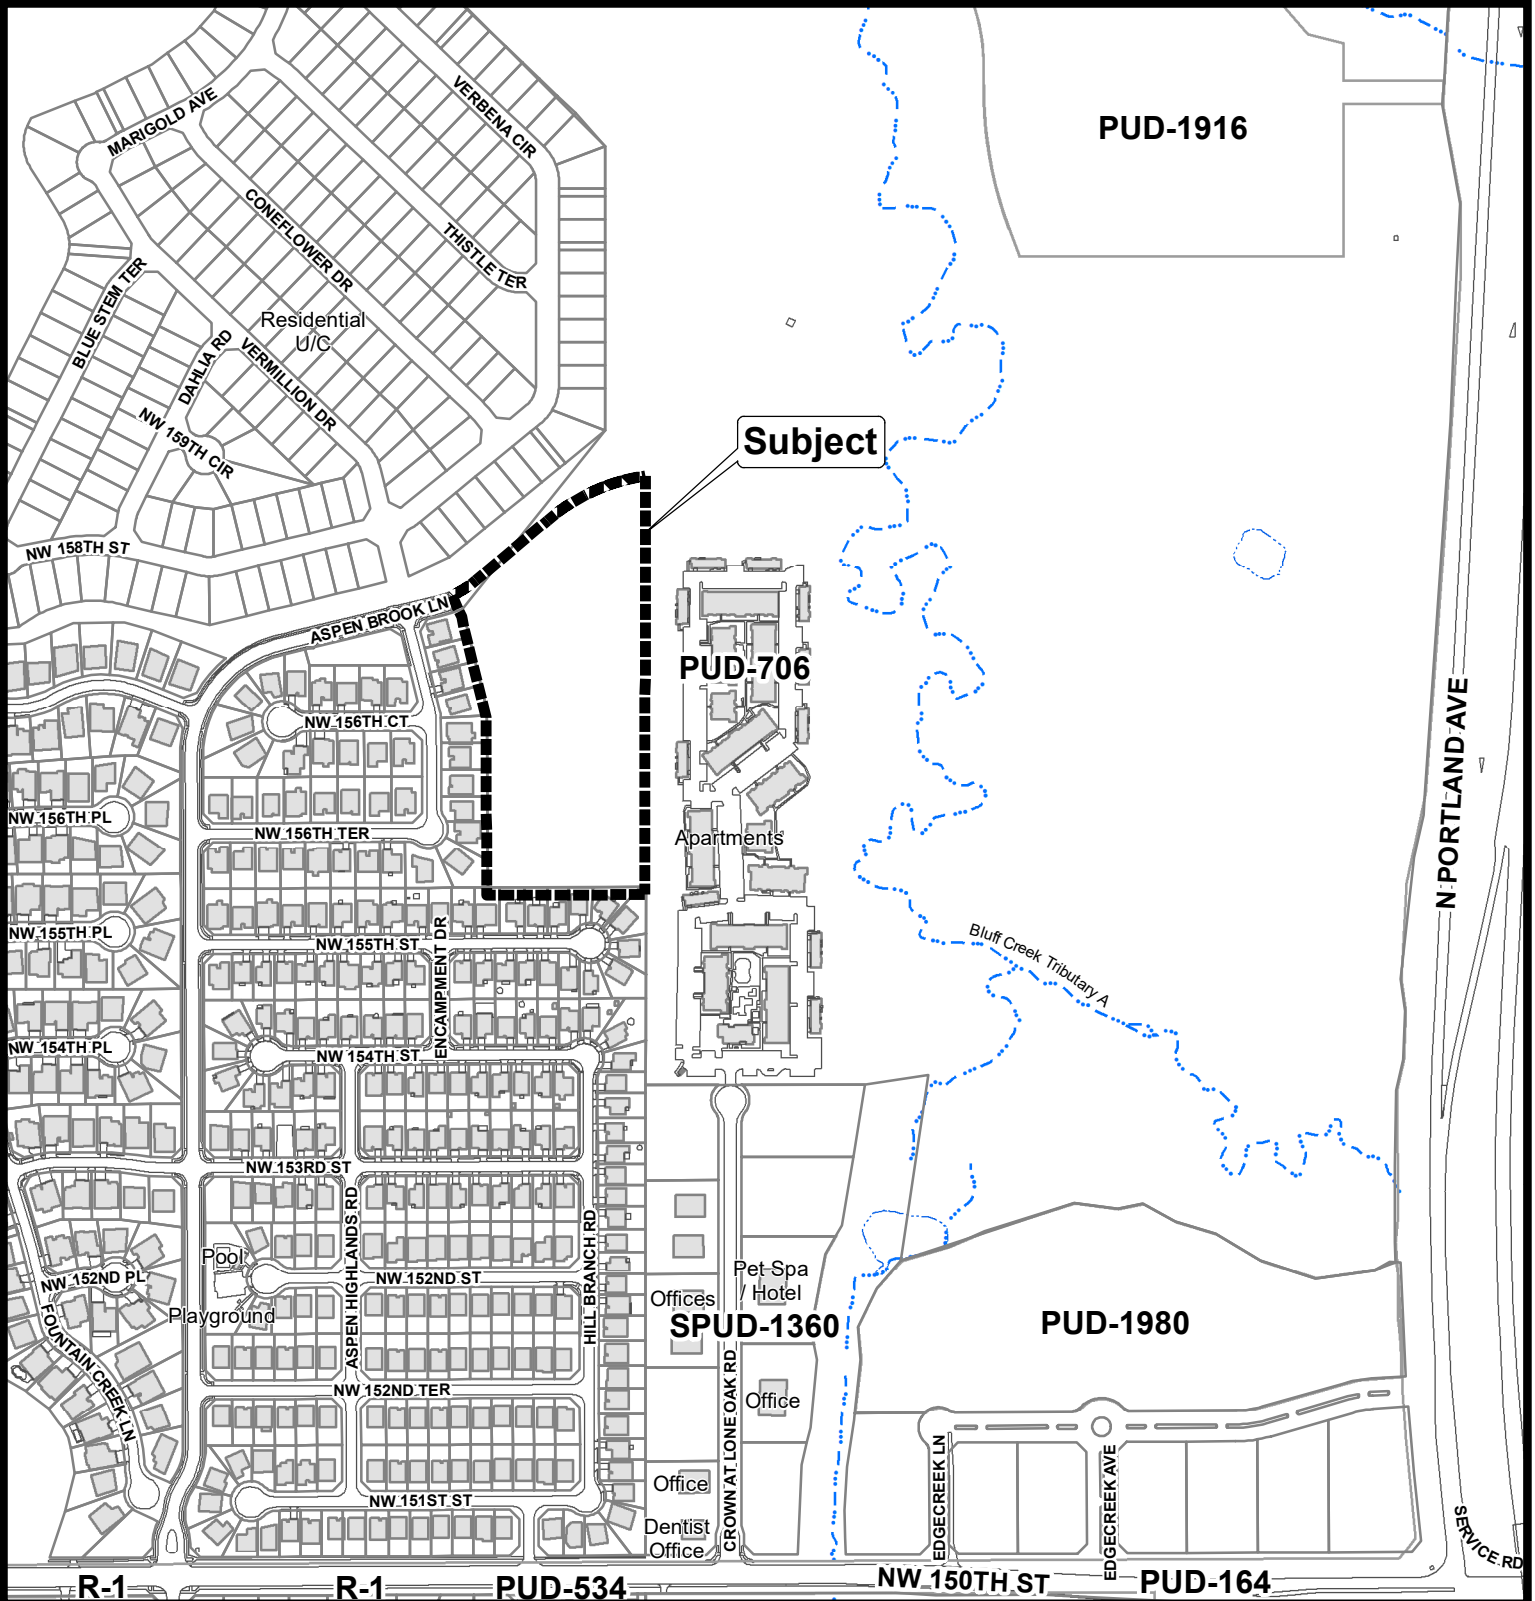 VERBENA CIR
MARIGOLD AVE
PUD-1916
CONEFLOWER DR
THISTLE TER
BLUE STEM TER
Residential
U/C
DAHLIA RD
VERMILLION DR
NW 159TH CIR
Subject
NW 158TH ST
ASPEN BROOK LN
PUD-706
NW 156TH CT
N PORTLAND AVE
NW 156TH PL
NW 156TH TER
Apartments
NW 155TH PL
NW 155TH ST
ENCAMPMENT DR
Bluff Creek Tributary A
NW 154TH PL
NW 154TH ST
NW 153RD ST
ASPEN HIGHLANDS RD
HILL BRANCH RD
Pool
NW 152ND PL
NW 152ND ST
Pet Spa
/ Hotel
Offices
Playground
SPUD-1360
PUD-1980
FOUNTAIN CREEK LN
NW 152ND TER
CROWN AT LONE OAK RD
Office
Office
NW 151ST ST
EDGECREEK LN
EDGECREEK AVE
Dentist
Office
SERVICE RD
R-1
R-1
PUD-534
NW 150TH ST
PUD-164